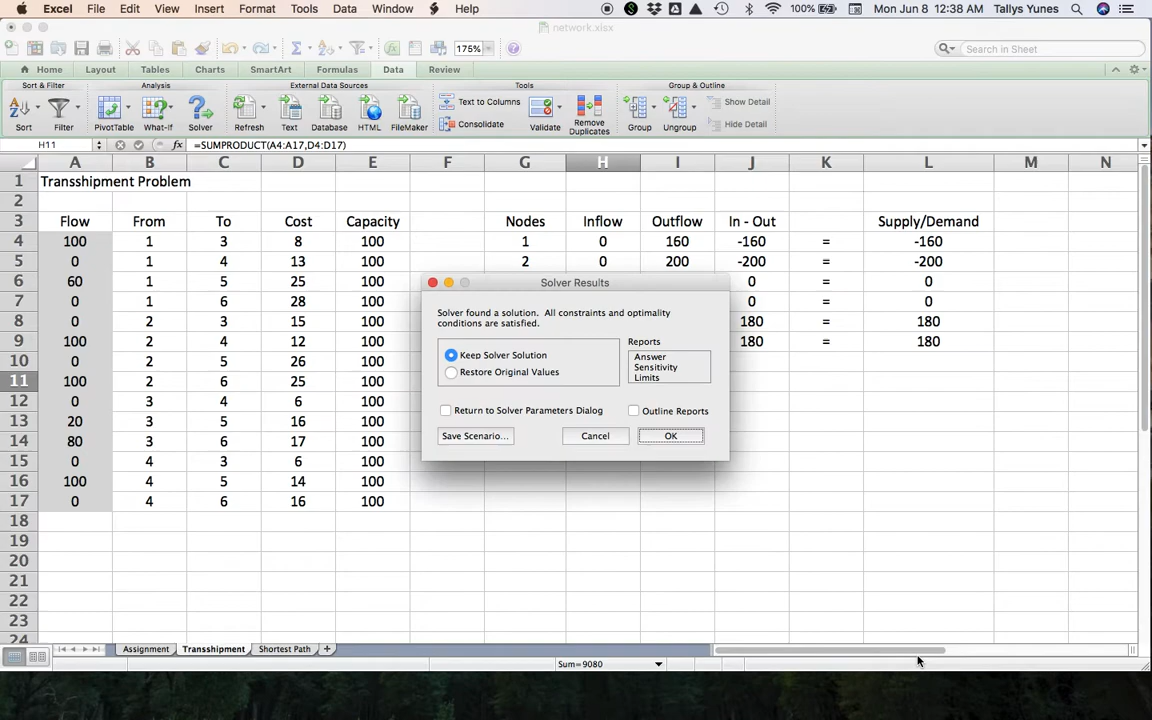 Excel File Edit View Insert Format Tools Data Window Help 100% Mon Jun 8 12:38 AM Tallys Yunes
network.xlsx
175% Search in Sheet
Home Layout Tables Charts SmartArt Formulas Data Review
Sort & Filter Analysis External Data Sources Tools Group & Outline
Text to Columns Show Detail
Consolidate Hide Detail
Sort Filter PivotTable What-If Solver Refresh Text Database HTML FileMaker Validate Remove Duplicates Group Ungroup
H11 fx =SUMPRODUCT(A4:A17,D4:D17)
A B C D E F G H I J K L M N
1 Transshipment Problem
2
3 Flow From To Cost Capacity Nodes Inflow Outflow In - Out Supply/Demand
4 100 1 3 8 100 1 0 160 -160 = -160
5 0 1 4 13 100 2 0 200 -200 = -200
6 60 1 5 25 100 0 = 0
7 0 1 6 28 100 0 = 0
8 0 2 3 15 100 180 = 180
9 100 2 4 12 100 180 = 180
10 0 2 5 26 100
11 100 2 6 25 100
12 0 3 4 6 100
13 20 3 5 16 100
14 80 3 6 17 100
15 0 4 3 6 100
16 100 4 5 14 100
17 0 4 6 16 100
18
19
20
21
22
23
24
Solver Results
Solver found a solution. All constraints and optimality
conditions are satisfied.
Keep Solver Solution
Restore Original Values
Reports
Answer
Sensitivity
Limits
Return to Solver Parameters Dialog Outline Reports
Save Scenario... Cancel OK
Assignment Transshipment Shortest Path +
Sum=9080